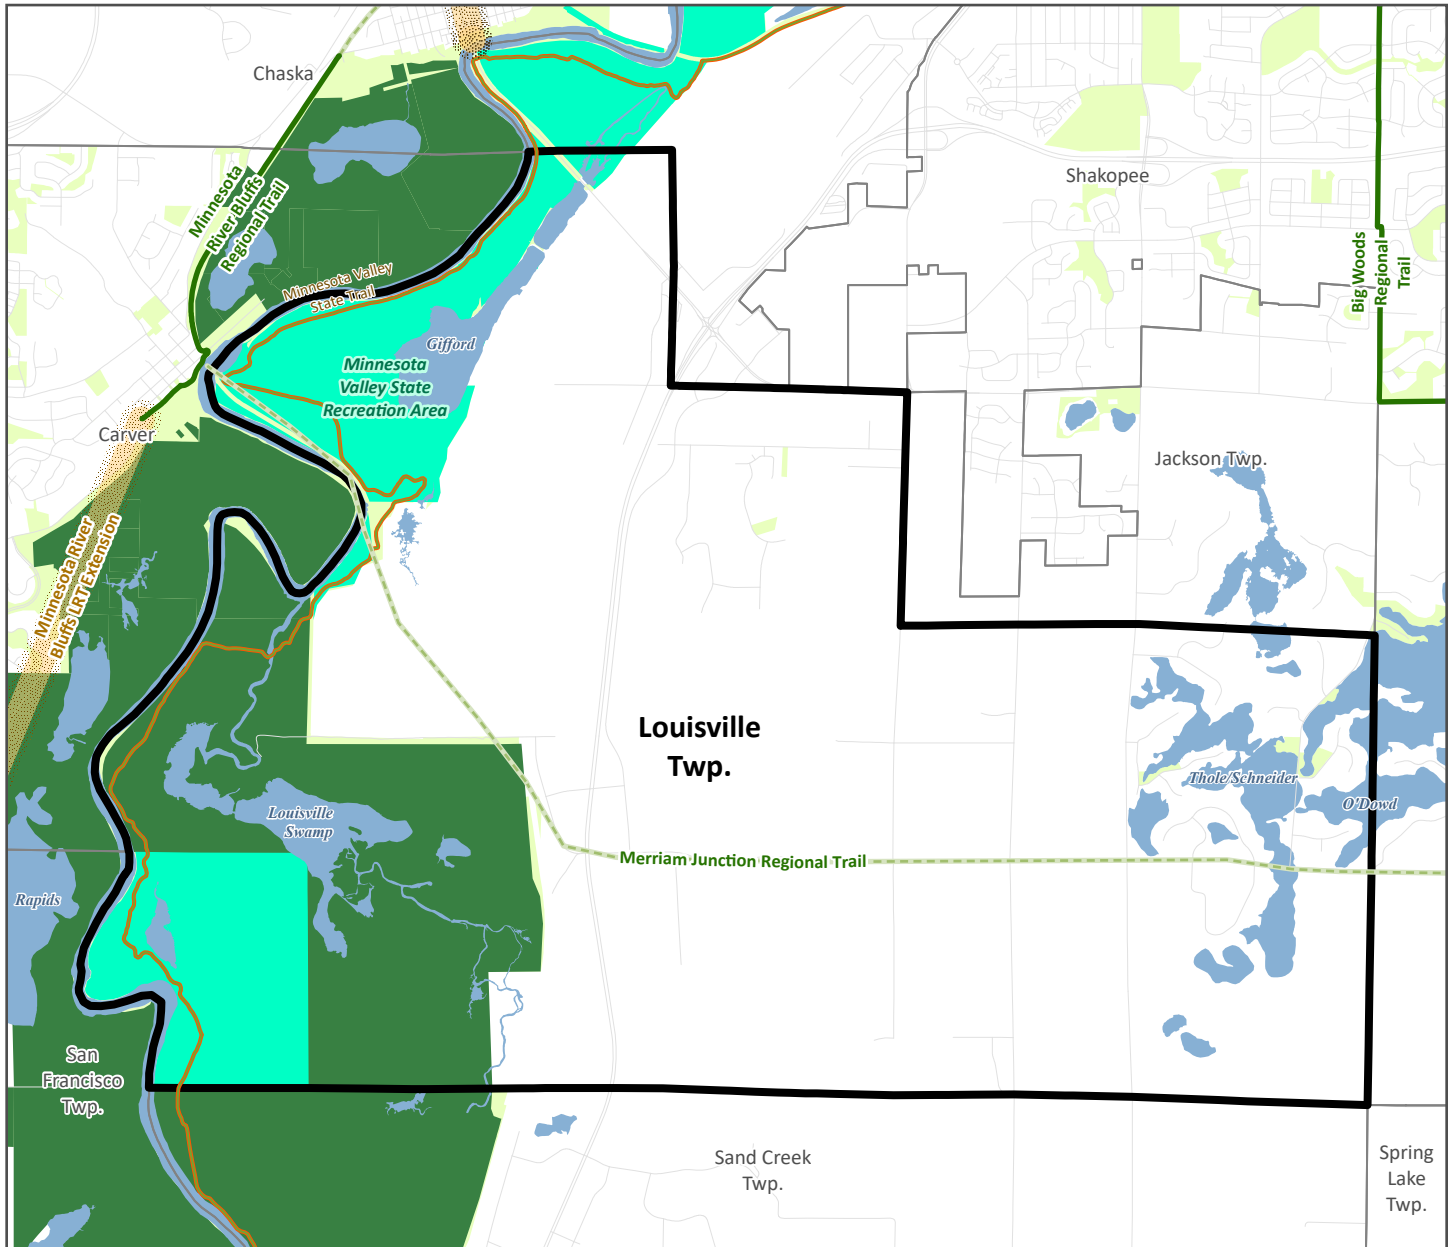 Chaska
Shakopee
Minnesota
River Bluffs
Regional Trail
Big Woods
Regional
Trail
Minnesota Valley
State Trail
Gifford
Minnesota
Valley State
Recreation Area
Carver
Jackson Twp.
Minnesota River
Bluffs LRT Extension
Louisville
Twp.
Thole/Schneider
O'Dowd
Louisville
Swamp
Merriam Junction Regional Trail
Rapids
San
Francisco
Twp.
Sand Creek
Twp.
Spring
Lake
Twp.